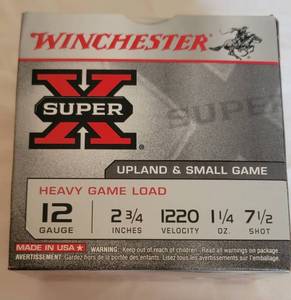 WINCHESTER
SUPER X
UPLAND & SMALL GAME
HEAVY GAME LOAD
12 2 3/4 1220 1 1/4 7 1/2
GAUGE INCHES VELOCITY OZ. SHOT
MADE IN USA★ WARNING: Keep out of reach of children. Read all warnings on package.
AVERTISSEMENT: Gardez hors de la portée des enfants. Lisez tous les avertissements sur l'emballage.